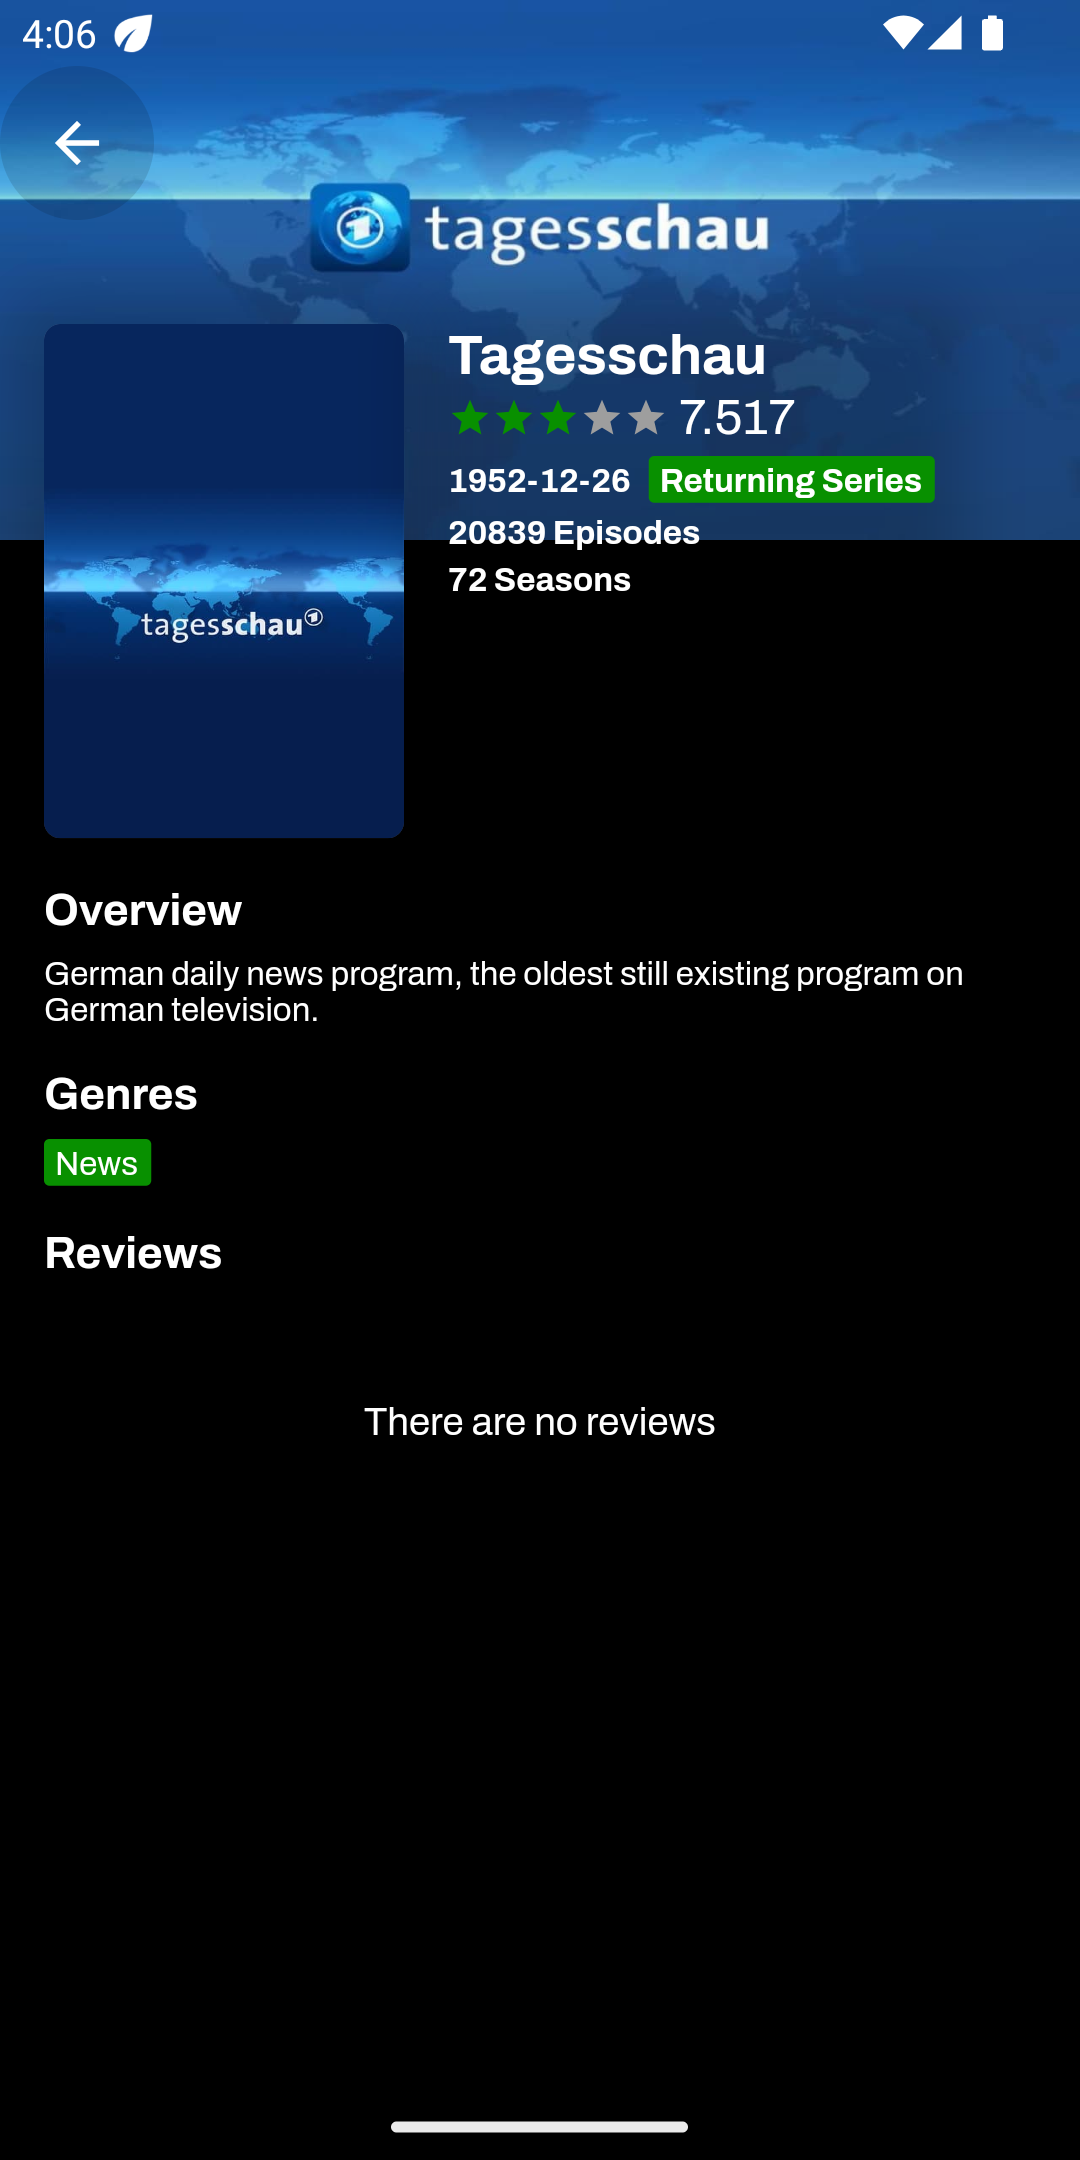 4:06
tagesschau
tagesschau
Tagesschau
7.517
1952-12-26 Returning Series
20839 Episodes
72 Seasons
Overview
German daily news program, the oldest still existing program on
German television.
Genres
News
Reviews
There are no reviews